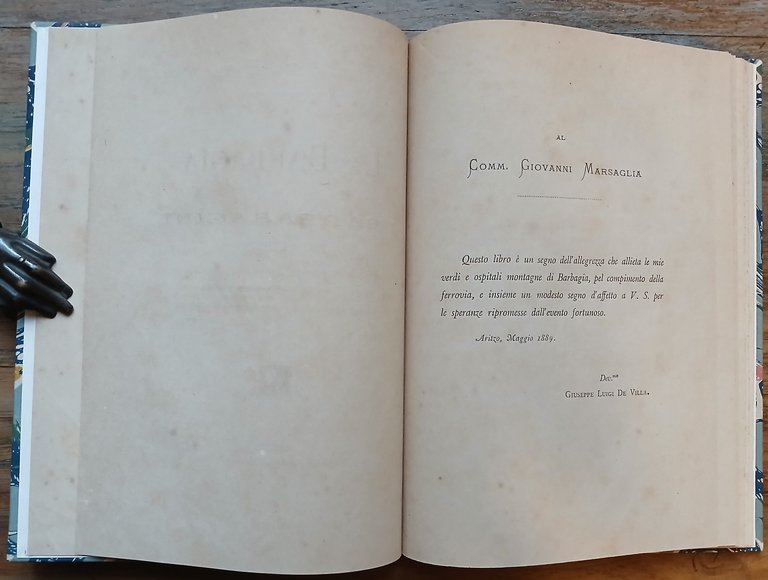 AL
COMM. GIOVANNI MARSAGLIA
Questo libro è un segno dell'allegrezza che allieta le mie
verdi e ospitali montagne di Barbagia, pel compimento della
ferrovia, e insieme un modesto segno d'affetto a V. S. per
le speranze ripromesse dall'evento fortunoso.
Aritzo, Maggio 1889.
Dev.mo
GIUSEPPE LUIGI DE VILLA.